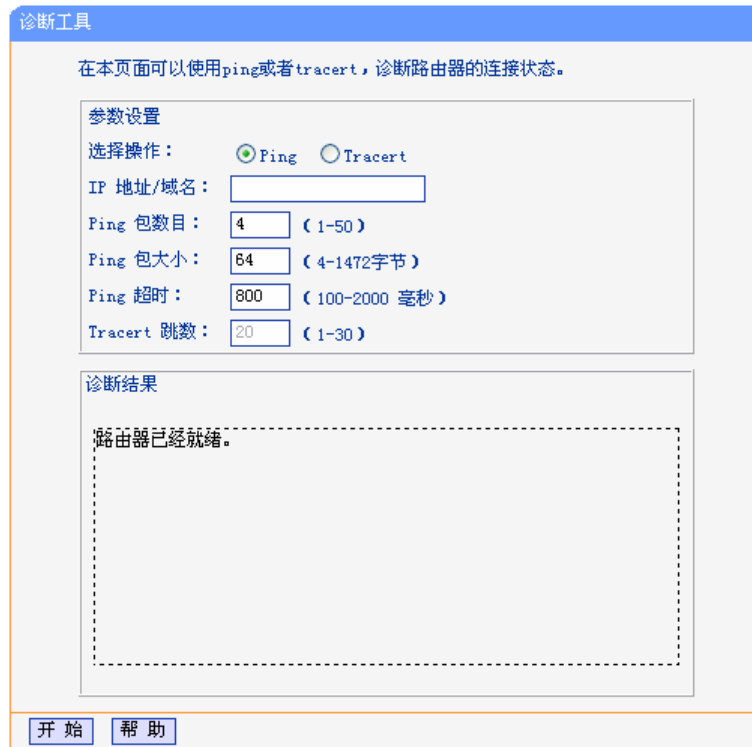 诊断工具
在本页面可以使用ping或者tracert，诊断路由器的连接状态。
参数设置
选择操作： Ping Tracert
IP 地址/域名：
Ping 包数目： 4 （1-50）
Ping 包大小： 64 （4-1472字节）
Ping 超时： 800 （100-2000 毫秒）
Tracert 跳数： 20 （1-30）
诊断结果
路由器已经就绪。
开 始 帮 助